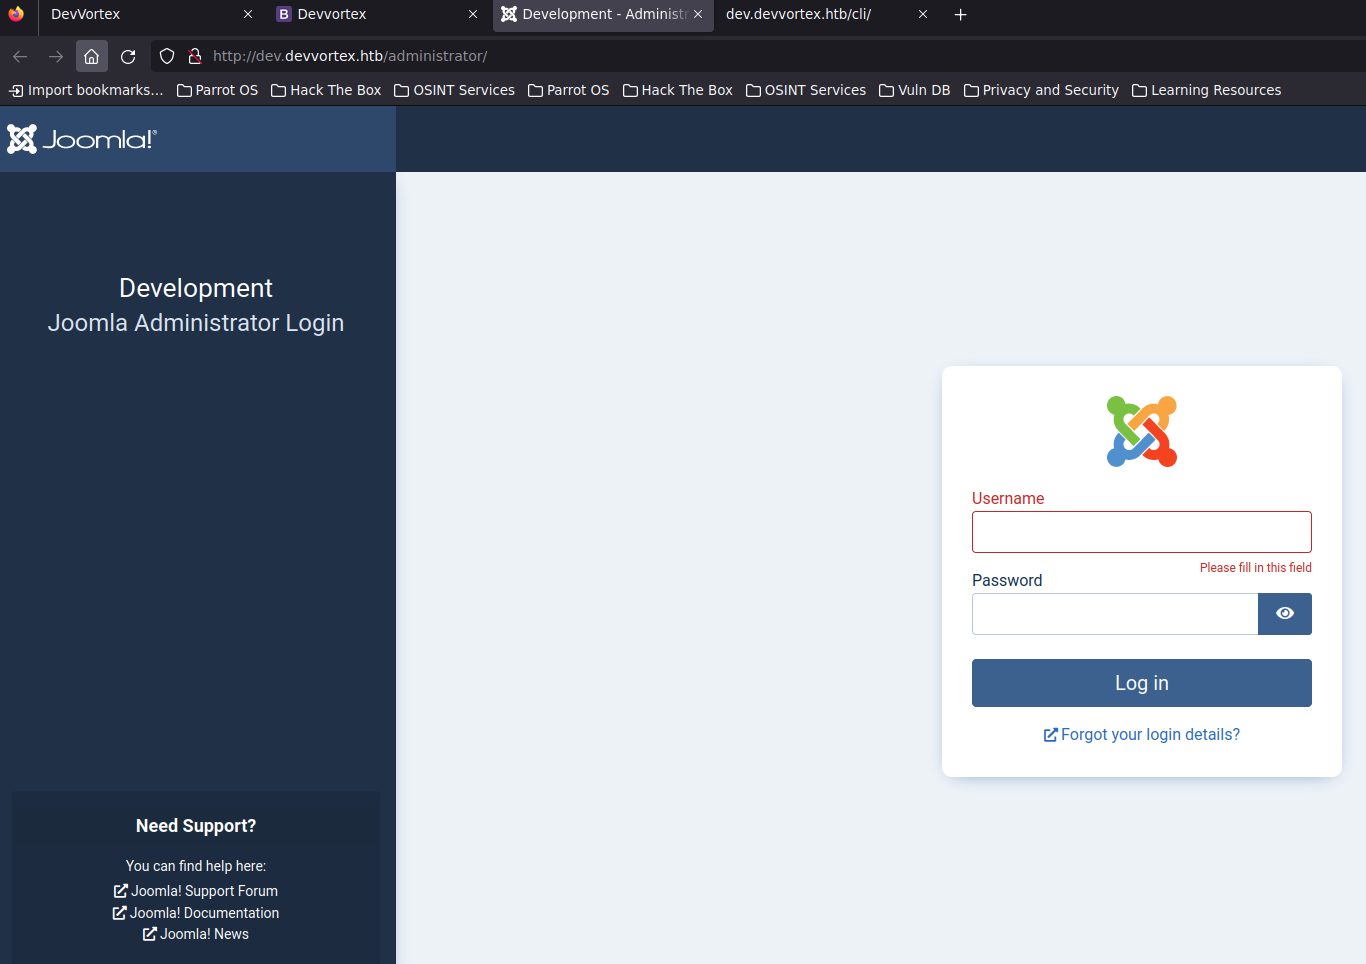 DevVortex
Devvortex
Development - Administr
dev.devvortex.htb/cli/
http://dev.devvortex.htb/administrator/
Import bookmarks...
Parrot OS
Hack The Box
OSINT Services
Parrot OS
Hack The Box
OSINT Services
Vuln DB
Privacy and Security
Learning Resources
Joomla!®
Development
Joomla Administrator Login
Username
Please fill in this field
Password
Log in
Forgot your login details?
Need Support?
You can find help here:
Joomla! Support Forum
Joomla! Documentation
Joomla! News